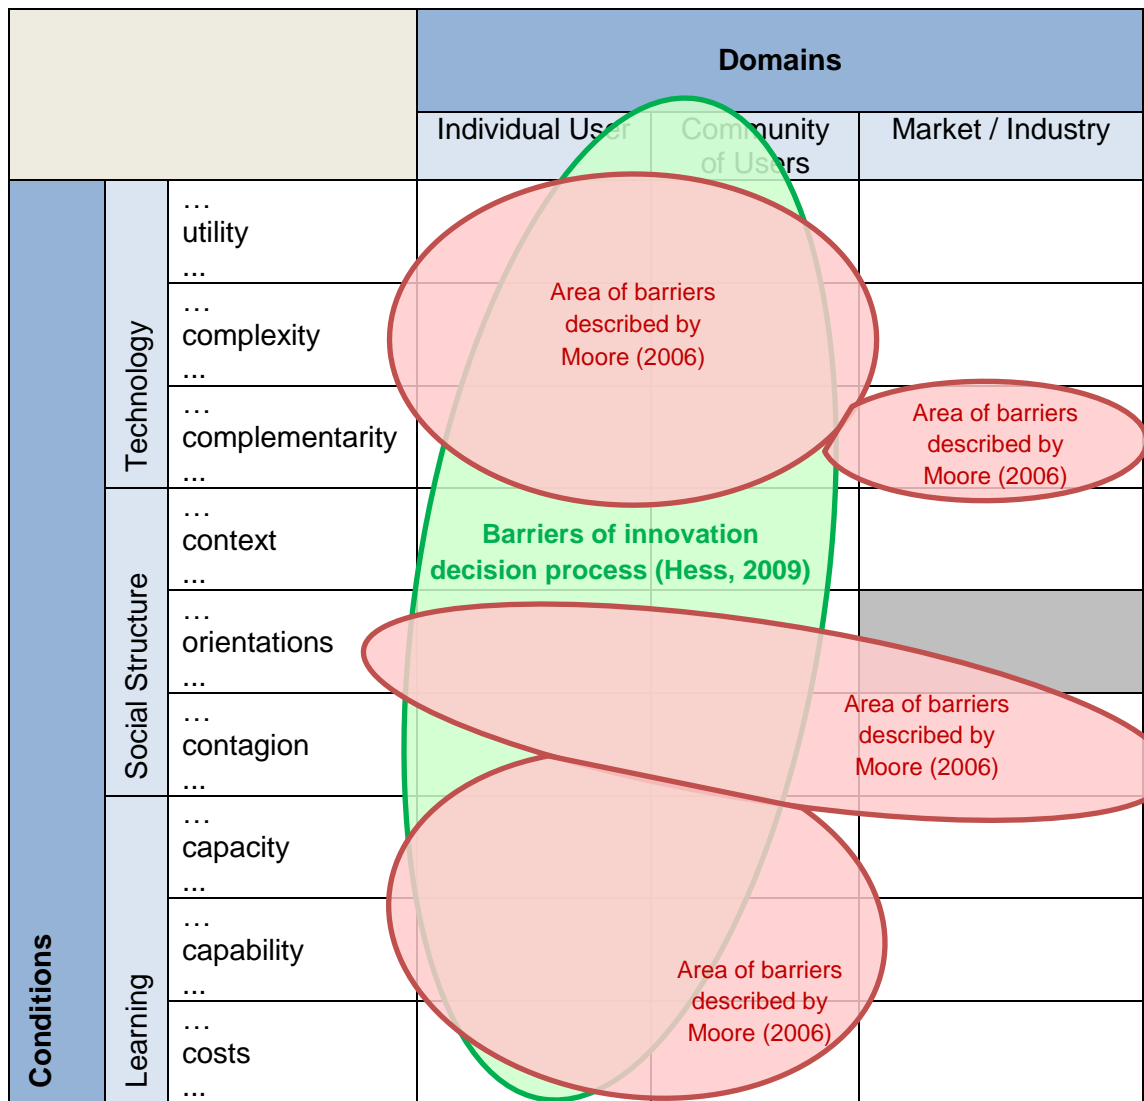 Domains
Individual User
Community
of Users
Market / Industry
Conditions
Technology
…
utility
...
…
complexity
...
…
complementarity
...
Area of barriers
described by
Moore (2006)
Area of barriers
described by
Moore (2006)
Social Structure
…
context
...
…
orientations
...
…
contagion
...
Barriers of innovation
decision process (Hess, 2009)
Area of barriers
described by
Moore (2006)
Learning
…
capacity
...
…
capability
...
…
costs
...
Area of barriers
described by
Moore (2006)